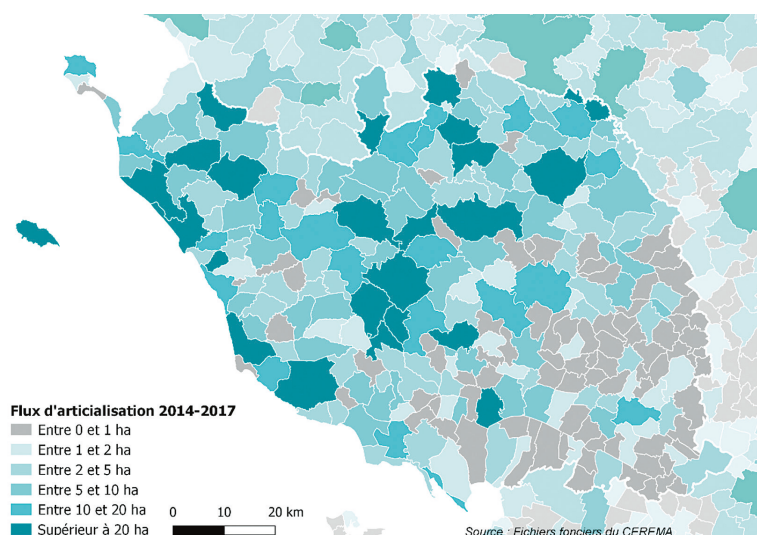 Flux d'articialisation 2014-2017
Entre 0 et 1 ha
Entre 1 et 2 ha
Entre 2 et 5 ha
Entre 5 et 10 ha
Entre 10 et 20 ha
Supérieur à 20 ha
0 10 20 km
Source : Fichiers fonciers du CEREMA